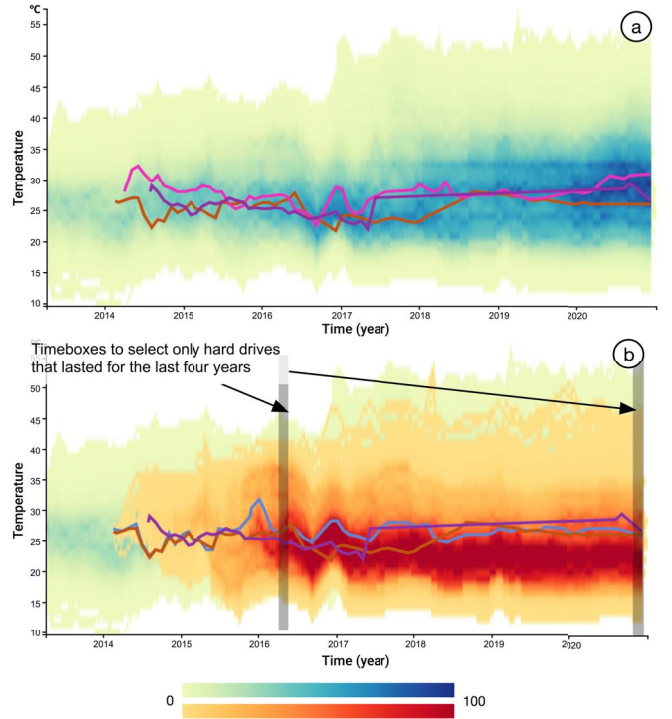 °C
a
55
50
45
40
35
30
25
20
15
10
Temperature
2014 2015 2016 2017 2018 2019 2020
Time (year)
b
Timeboxes to select only hard drives
that lasted for the last four years
50
45
40
35
30
25
20
15
10
Temperature
2014 2015 2016 2017 2018 2019 2020
Time (year)
0 100